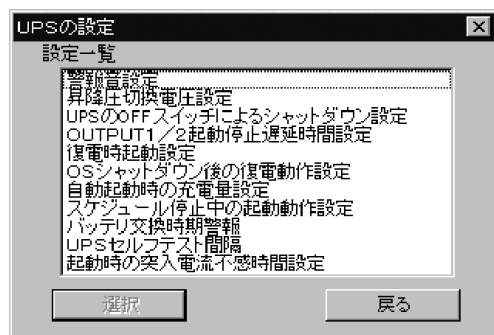 UPSの設定
設定一覧
警報音設定
昇降圧切換電圧設定
UPSのOFFスイッチによるシャットダウン設定
OUTPUT1／2起動停止遅延時間設定
復電時起動設定
OSシャットダウン後の復電動作設定
自動起動時の充電量設定
スケジュール停止中の起動動作設定
バッテリ交換時期警報
UPSセルフテスト間隔
起動時の突入電流不感時間設定
選択
戻る